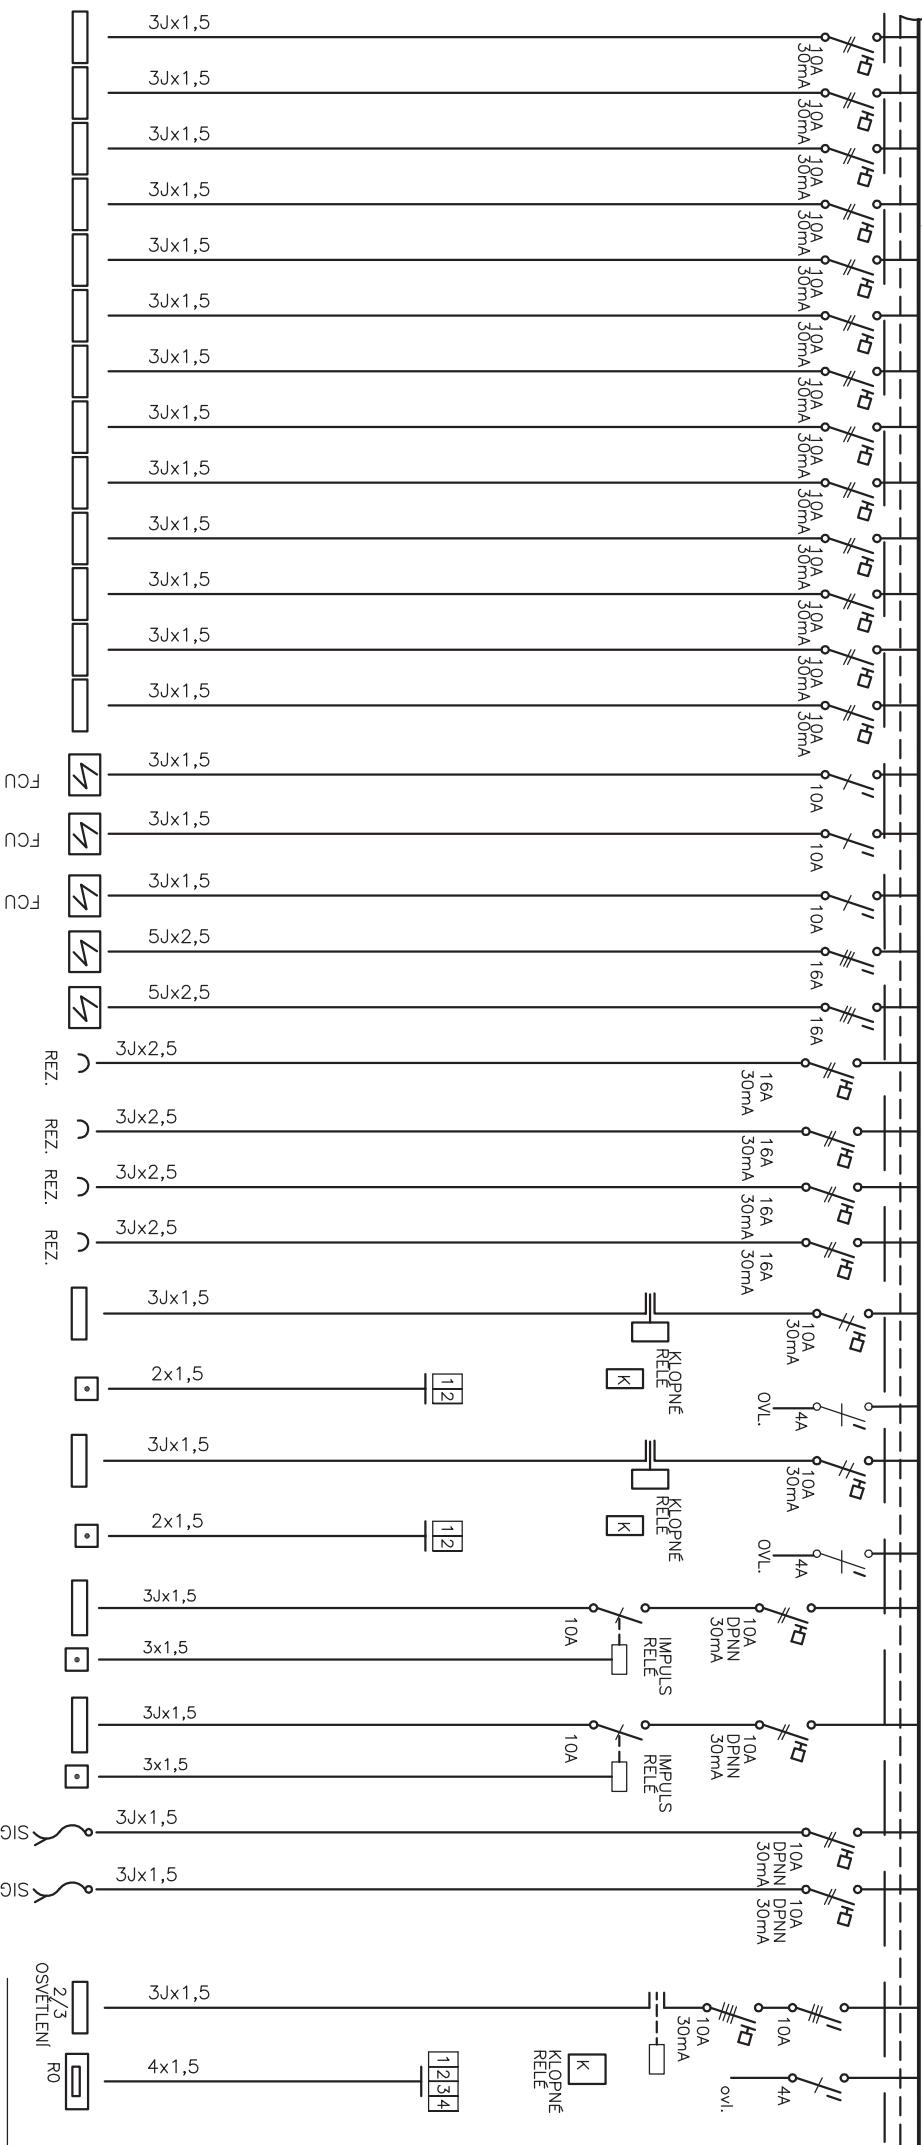 3Jx1,5
10A
30mA
3Jx1,5
10A
30mA
3Jx1,5
10A
30mA
3Jx1,5
10A
30mA
3Jx1,5
10A
30mA
3Jx1,5
10A
30mA
3Jx1,5
10A
30mA
3Jx1,5
10A
30mA
3Jx1,5
10A
30mA
3Jx1,5
10A
30mA
3Jx1,5
10A
30mA
3Jx1,5
10A
30mA
3Jx1,5
10A
30mA
FCU
3Jx1,5
10A
FCU
3Jx1,5
10A
FCU
3Jx1,5
10A
5Jx2,5
16A
5Jx2,5
16A
REZ.
3Jx2,5
16A
30mA
REZ.
3Jx2,5
16A
30mA
REZ.
3Jx2,5
16A
30mA
REZ.
3Jx2,5
16A
30mA
3Jx1,5
KLOPNÉ
RELÉ
K
10A
30mA
2x1,5
1 2
OVL.
4A
3Jx1,5
KLOPNÉ
RELÉ
K
10A
30mA
2x1,5
1 2
OVL.
4A
3Jx1,5
10A
IMPULS
RELÉ
10A
DPNN
30mA
3x1,5
3Jx1,5
10A
IMPULS
RELÉ
10A
DPNN
30mA
3x1,5
SIG
3Jx1,5
10A
DPNN
30mA
SIG
3Jx1,5
10A
DPNN
30mA
2/3
OSVĚTLENÍ
3Jx1,5
10A
30mA
10A
R0
4x1,5
1 2 3 4
KLOPNÉ
RELÉ
K
ovl.
4A